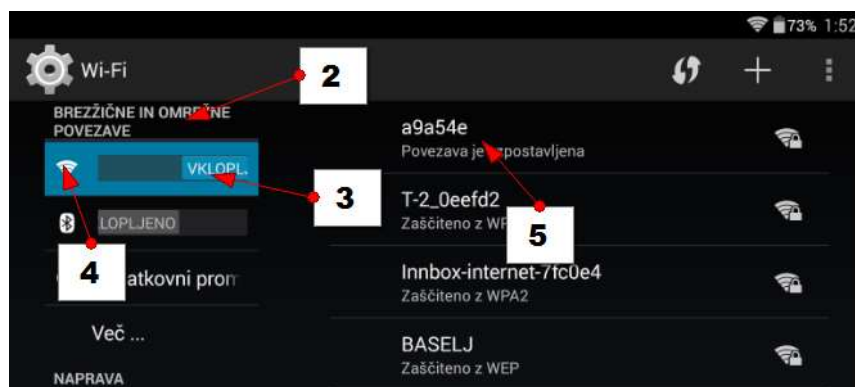 73% 1:52
Wi-Fi
2
BREZŽIČNE IN OMREŽNE
POVEZAVE
VKLOPL.
3
LOPLJENO
4
atkovni prom
Več ...
NAPRAVA
a9a54e
Povezava je vzpostavljena
T-2_0eefd2
Zaščiteno z WP
5
Innbox-internet-7fc0e4
Zaščiteno z WPA2
BASELJ
Zaščiteno z WEP